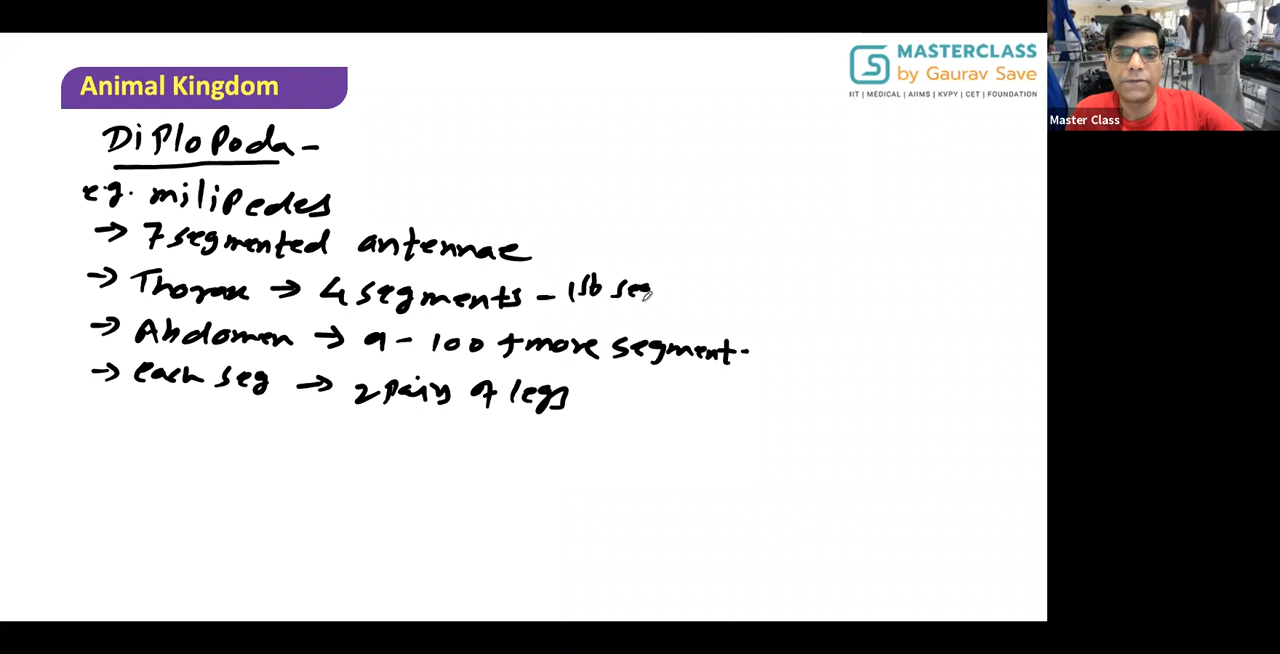 Animal Kingdom
MASTERCLASS
by Gaurav Save
IIT | MEDICAL | AIIMS | KVPY | CET | FOUNDATION
Master Class
Diplopoda -
e.g. milipedes
→ 7 segmented antennae
→ Thorax → 4 segments - 1st seg
→ Abdomen → 9 - 100 + more segment.
→ each seg → 2 pairs of legs